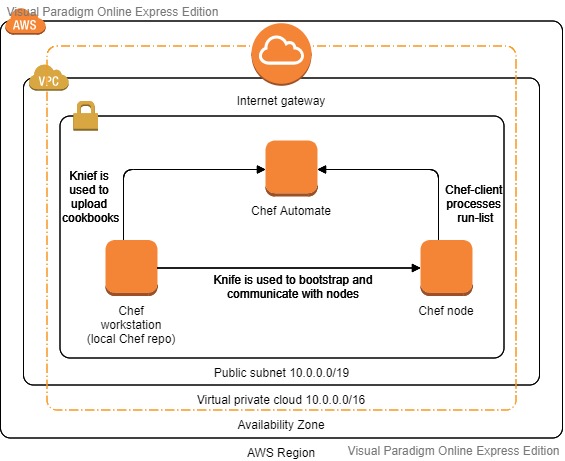 Visual Paradigm Online Express Edition
AWS
VPC
Internet gateway
Knief is
used to
upload
cookbooks
Chef-client
processes
run-list
Chef Automate
Knife is used to bootstrap and
communicate with nodes
Chef
workstation
(local Chef repo)
Chef node
Public subnet 10.0.0.0/19
Virtual private cloud 10.0.0.0/16
Availability Zone
AWS Region
Visual Paradigm Online Express Edition